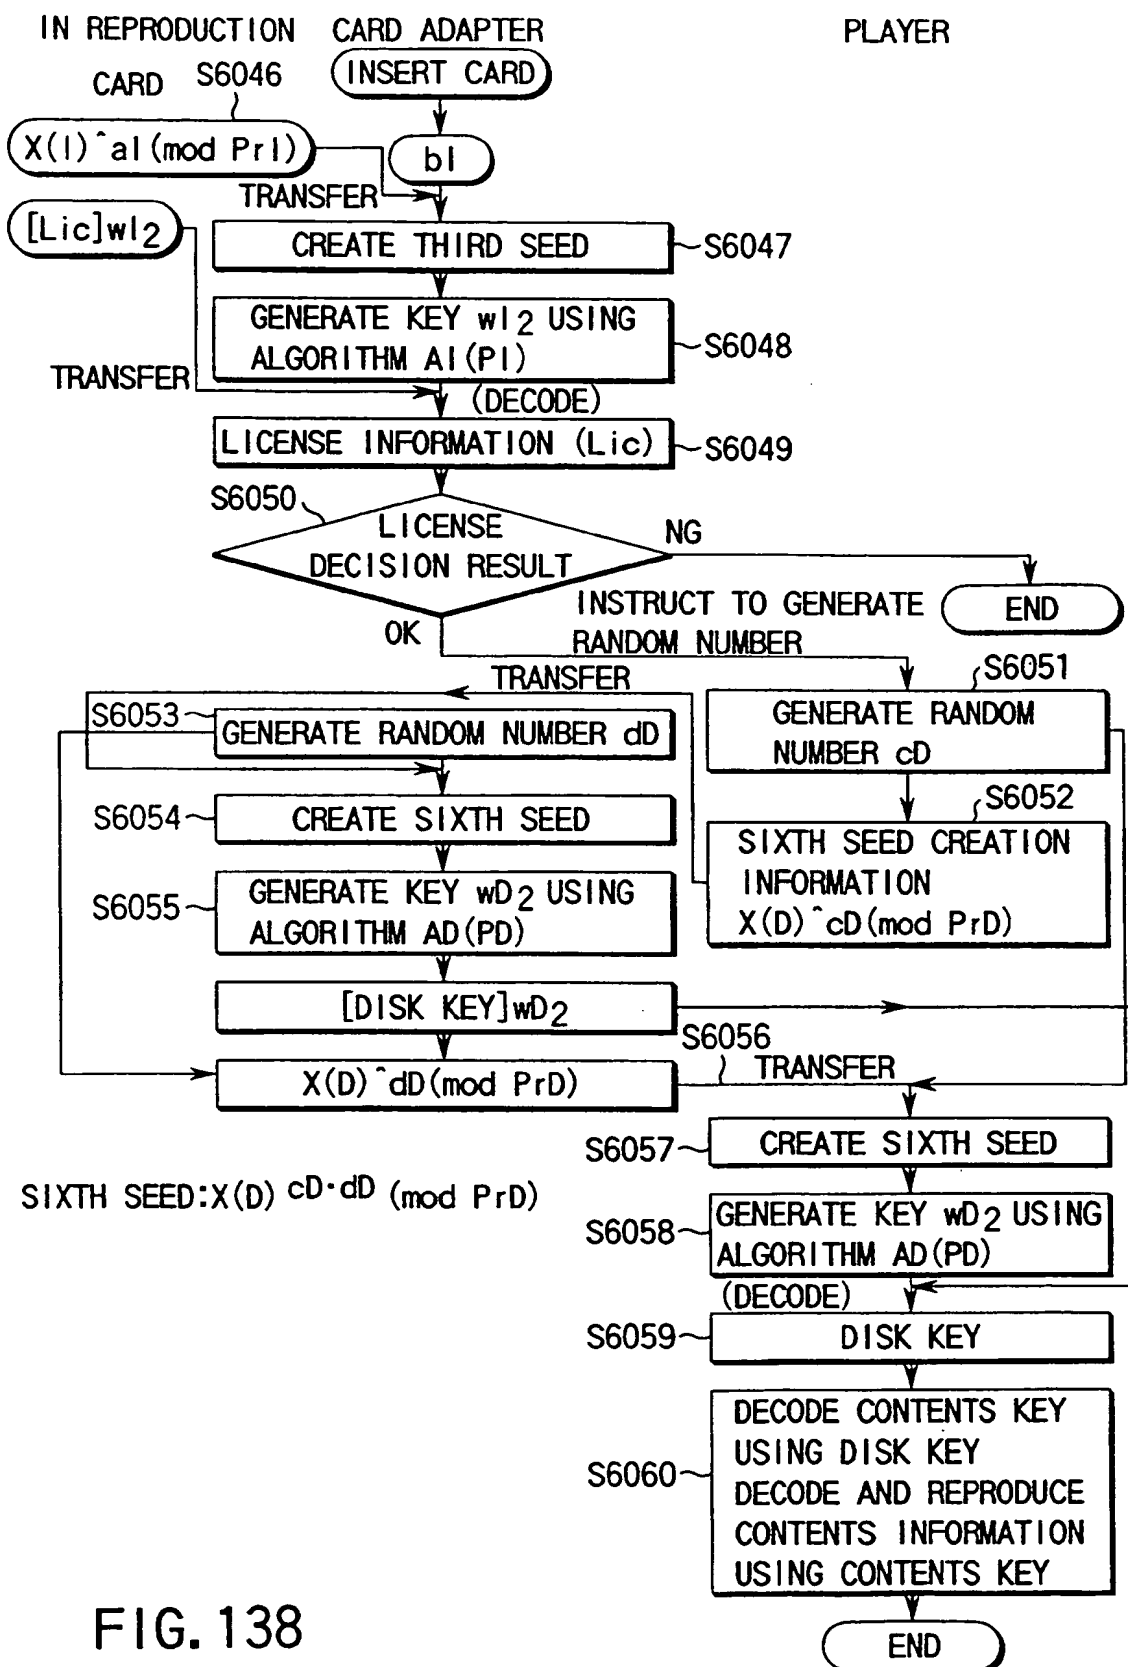 IN REPRODUCTION CARD ADAPTER PLAYER
CARD S6046 INSERT CARD
X(I)^aI(mod PrI) bI
TRANSFER
[Lic]wI2
CREATE THIRD SEED S6047
GENERATE KEY wI2 USING
ALGORITHM AI(PI) S6048
TRANSFER (DECODE)
LICENSE INFORMATION (Lic) S6049
S6050
LICENSE
DECISION RESULT
NG
END
OK
INSTRUCT TO GENERATE
RANDOM NUMBER
S6051
TRANSFER
GENERATE RANDOM
NUMBER cD
S6053
GENERATE RANDOM NUMBER dD
S6052
S6054 CREATE SIXTH SEED
SIXTH SEED CREATION
INFORMATION
X(D)^cD(mod PrD)
S6055
GENERATE KEY wD2 USING
ALGORITHM AD(PD)
[DISK KEY]wD2
S6056
X(D)^dD(mod PrD)
TRANSFER
S6057 CREATE SIXTH SEED
SIXTH SEED:X(D) cD·dD (mod PrD)
S6058
GENERATE KEY wD2 USING
ALGORITHM AD(PD)
(DECODE)
S6059 DISK KEY
S6060
DECODE CONTENTS KEY
USING DISK KEY
DECODE AND REPRODUCE
CONTENTS INFORMATION
USING CONTENTS KEY
END
FIG. 138